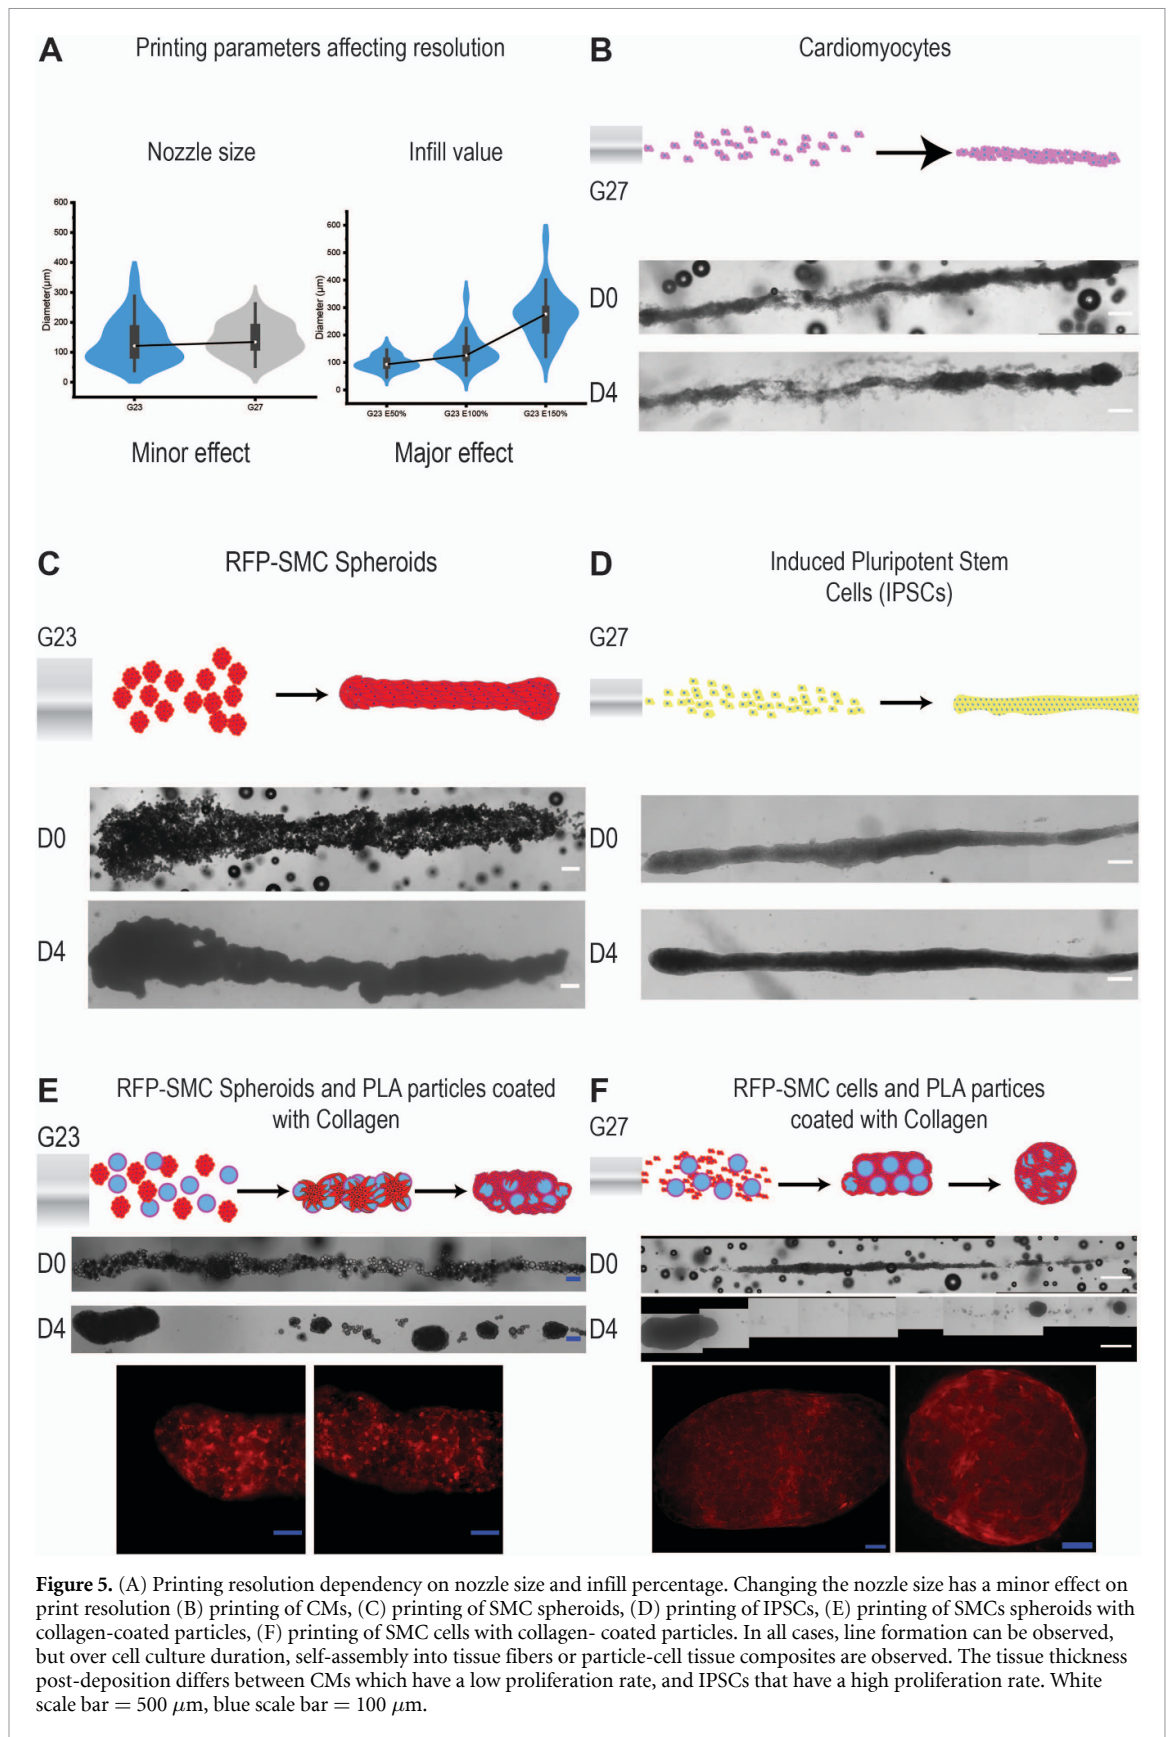 A
Printing parameters affecting resolution
Nozzle size
Infill value
600
500
400
300
200
100
0
Diameter(μm)
G23
G27
600
500
400
300
200
100
0
Diameter(μm)
G23 E50%
G23 E100%
G23 E150%
Minor effect
Major effect
B
Cardiomyocytes
G27
D0
D4
C
RFP-SMC Spheroids
G23
D0
D4
D
Induced Pluripotent Stem
Cells (IPSCs)
G27
D0
D4
E
RFP-SMC Spheroids and PLA particles coated
with Collagen
G23
D0
D4
F
RFP-SMC cells and PLA partices
coated with Collagen
G27
D0
D4
Figure 5. (A) Printing resolution dependency on nozzle size and infill percentage. Changing the nozzle size has a minor effect on
print resolution (B) printing of CMs, (C) printing of SMC spheroids, (D) printing of IPSCs, (E) printing of SMCs spheroids with
collagen-coated particles, (F) printing of SMC cells with collagen- coated particles. In all cases, line formation can be observed,
but over cell culture duration, self-assembly into tissue fibers or particle-cell tissue composites are observed. The tissue thickness
post-deposition differs between CMs which have a low proliferation rate, and IPSCs that have a high proliferation rate. White
scale bar = 500 μm, blue scale bar = 100 μm.